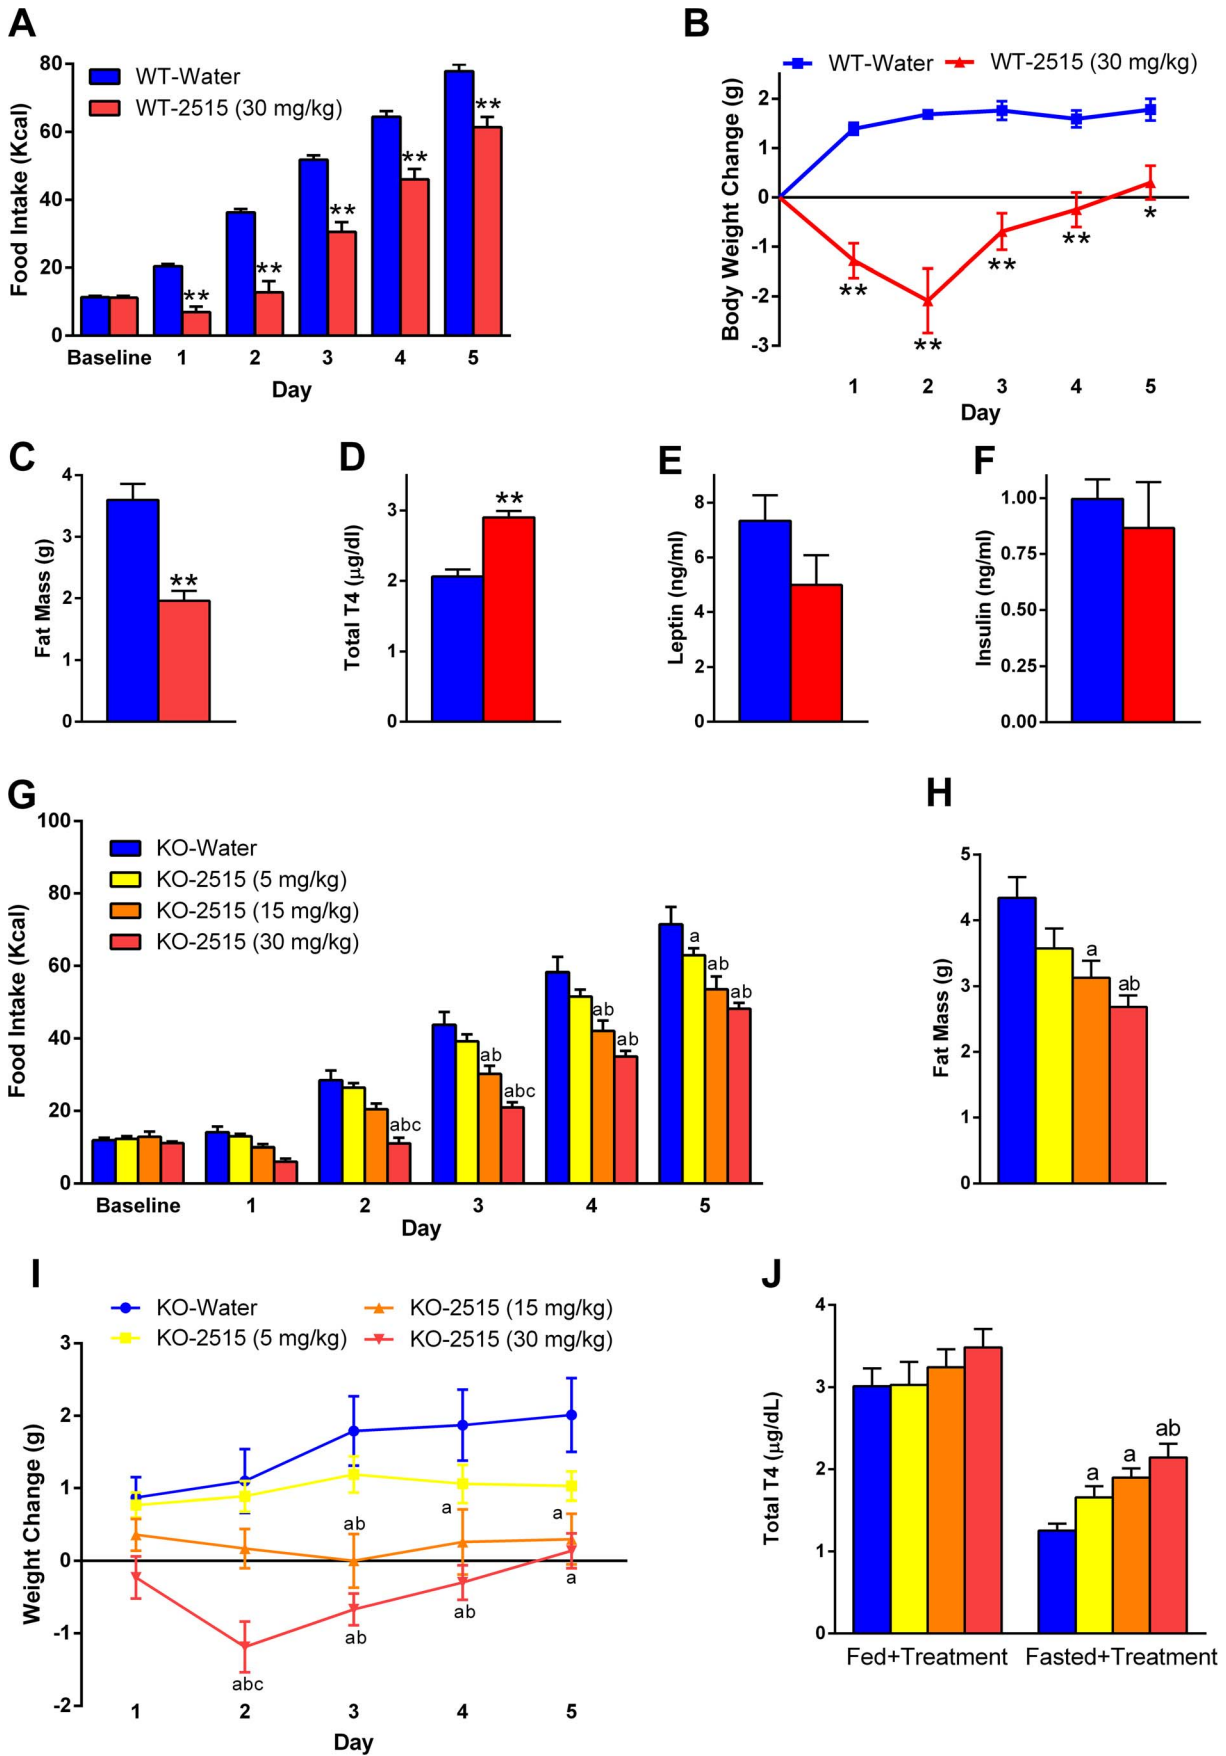 A
WT-Water
WT-2515 (30 mg/kg)
Food Intake (Kcal)
80
60
40
20
0
** ** ** ** **
Baseline 1 2 3 4 5
Day
B
WT-Water WT-2515 (30 mg/kg)
Body Weight Change (g)
2
1
0
-1
-2
-3
** ** ** ** *
1 2 3 4 5
Day
C
Fat Mass (g)
4
3
2
1
0
**
D
Total T4 (µg/dl)
3
2
1
0
**
E
Leptin (ng/ml)
8
6
4
2
0
F
Insulin (ng/ml)
1.00
0.75
0.50
0.25
0.00
G
KO-Water
KO-2515 (5 mg/kg)
KO-2515 (15 mg/kg)
KO-2515 (30 mg/kg)
Food Intake (Kcal)
100
80
60
40
20
0
abc ab abc ab ab a ab ab
Baseline 1 2 3 4 5
Day
H
Fat Mass (g)
5
4
3
2
1
0
a ab
I
KO-Water KO-2515 (15 mg/kg)
KO-2515 (5 mg/kg) KO-2515 (30 mg/kg)
Weight Change (g)
3
2
1
0
-1
-2
ab a a
abc ab ab a
1 2 3 4 5
Day
J
Total T4 (µg/dL)
4
3
2
1
0
a a ab
Fed+Treatment Fasted+Treatment